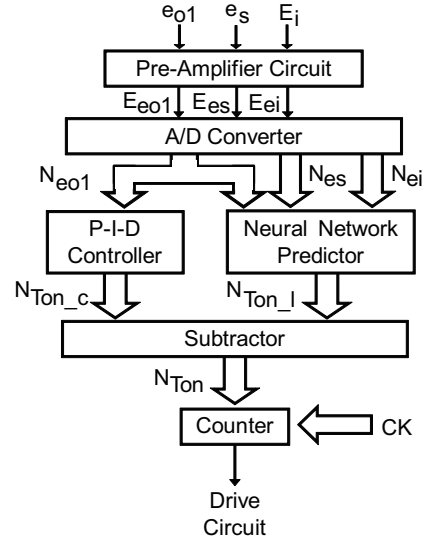 eo1 es Ei
Pre-Amplifier Circuit
Eeo1 Ees Eei
A/D Converter
Neo1 Nes Nei
P-I-D Controller
Neural Network Predictor
NTon_c NTon_l
Subtractor
NTon
Counter
CK
Drive
Circuit